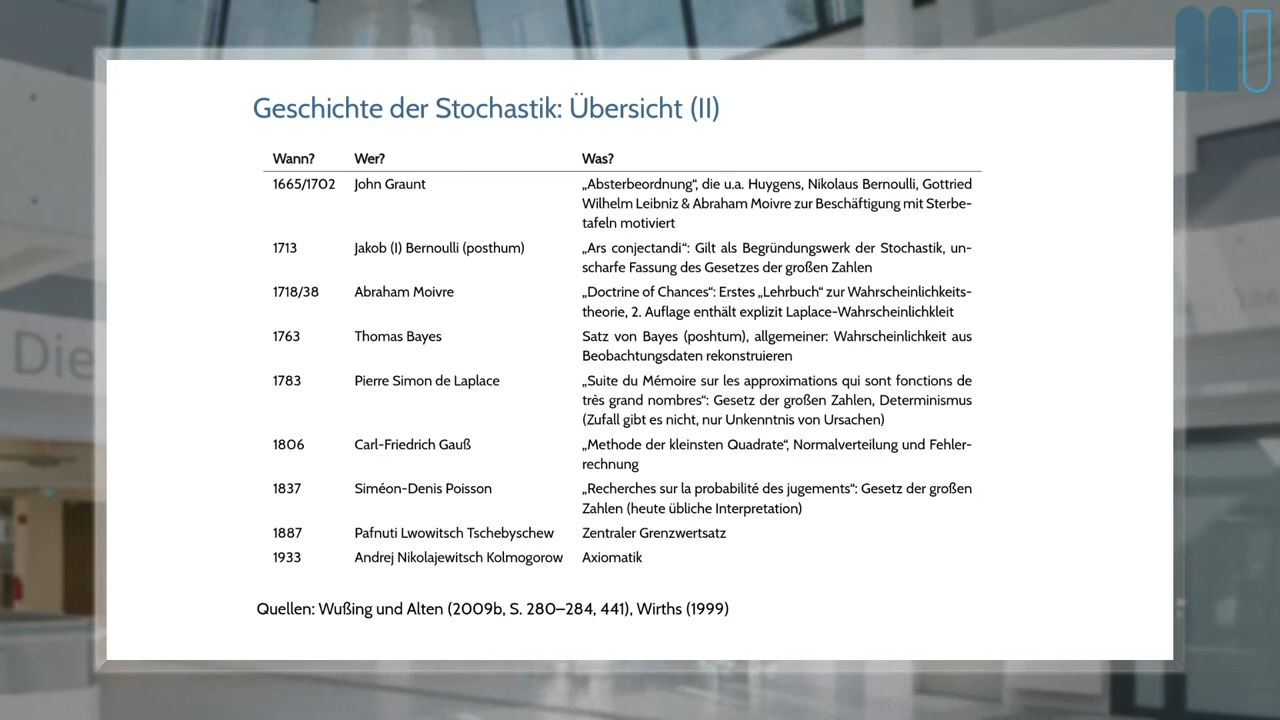 Geschichte der Stochastik: Übersicht (II)
Wann? Wer? Was?
1665/1702 John Graunt „Absterbeordnung“, die u.a. Huygens, Nikolaus Bernoulli, Gottried
Wilhelm Leibniz & Abraham Moivre zur Beschäftigung mit Sterbe-
tafeln motiviert
1713 Jakob (I) Bernoulli (posthum) „Ars conjectandi“: Gilt als Begründungswerk der Stochastik, un-
scharfe Fassung des Gesetzes der großen Zahlen
1718/38 Abraham Moivre „Doctrine of Chances“: Erstes „Lehrbuch“ zur Wahrscheinlichkeits-
theorie, 2. Auflage enthält explizit Laplace-Wahrscheinlichkleit
1763 Thomas Bayes Satz von Bayes (poshtum), allgemeiner: Wahrscheinlichkeit aus
Beobachtungsdaten rekonstruieren
1783 Pierre Simon de Laplace „Suite du Mémoire sur les approximations qui sont fonctions de
très grand nombres“: Gesetz der großen Zahlen, Determinismus
(Zufall gibt es nicht, nur Unkenntnis von Ursachen)
1806 Carl-Friedrich Gauß „Methode der kleinsten Quadrate“, Normalverteilung und Fehler-
rechnung
1837 Siméon-Denis Poisson „Recherches sur la probabilité des jugements“: Gesetz der großen
Zahlen (heute übliche Interpretation)
1887 Pafnuti Lwowitsch Tschebyschew Zentraler Grenzwertsatz
1933 Andrej Nikolajewitsch Kolmogorow Axiomatik
Quellen: Wußing und Alten (2009b, S. 280–284, 441), Wirths (1999)
Die